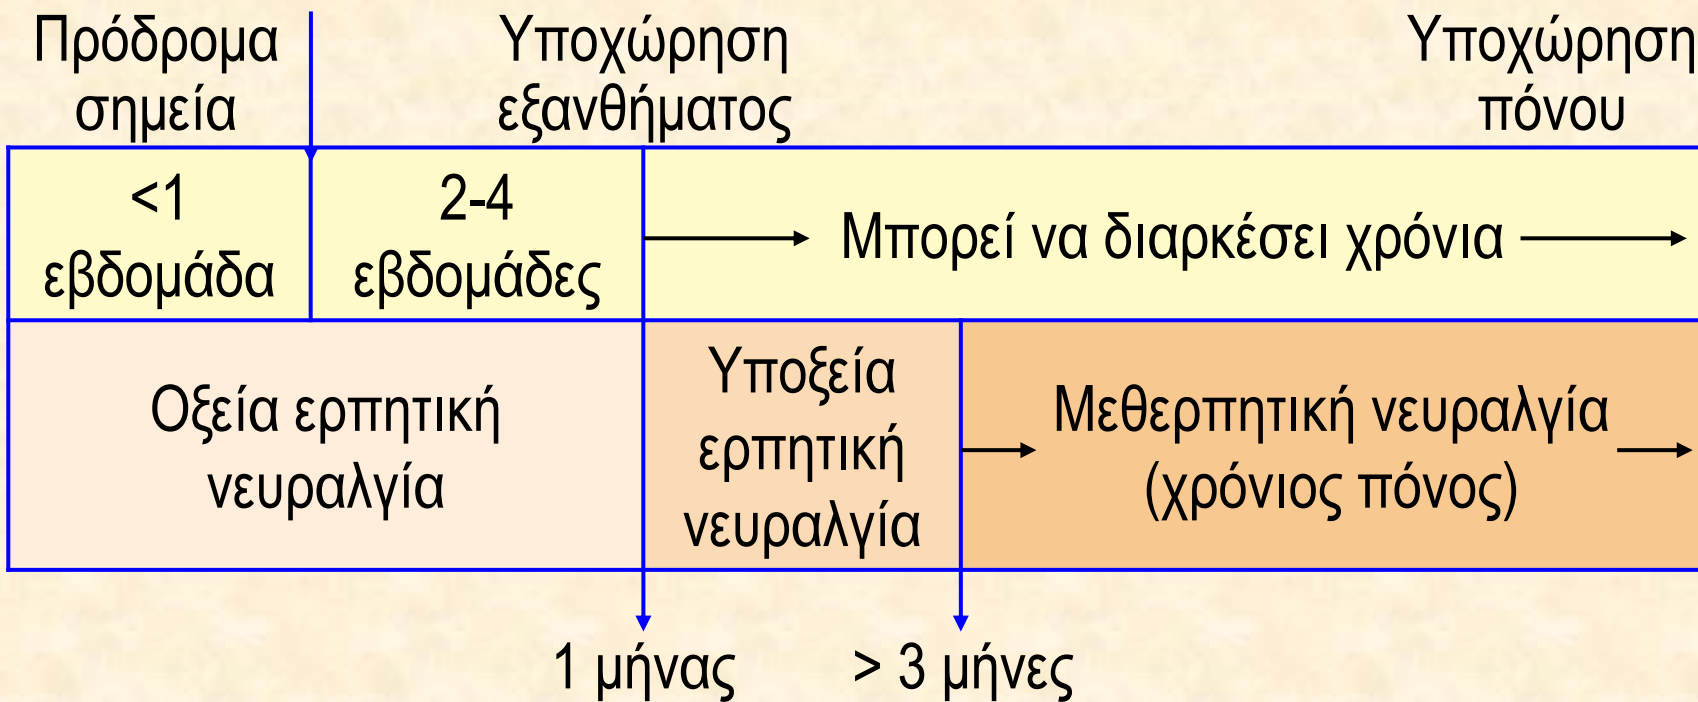 Πρόδρομα
σημεία
Υποχώρηση
εξανθήματος
Υποχώρηση
πόνου
<1
εβδομάδα
2-4
εβδομάδες
Μπορεί να διαρκέσει χρόνια
Οξεία ερπητική
νευραλγία
Υποξεία
ερπητική
νευραλγία
Μεθερπητική νευραλγία
(χρόνιος πόνος)
1 μήνας
> 3 μήνες